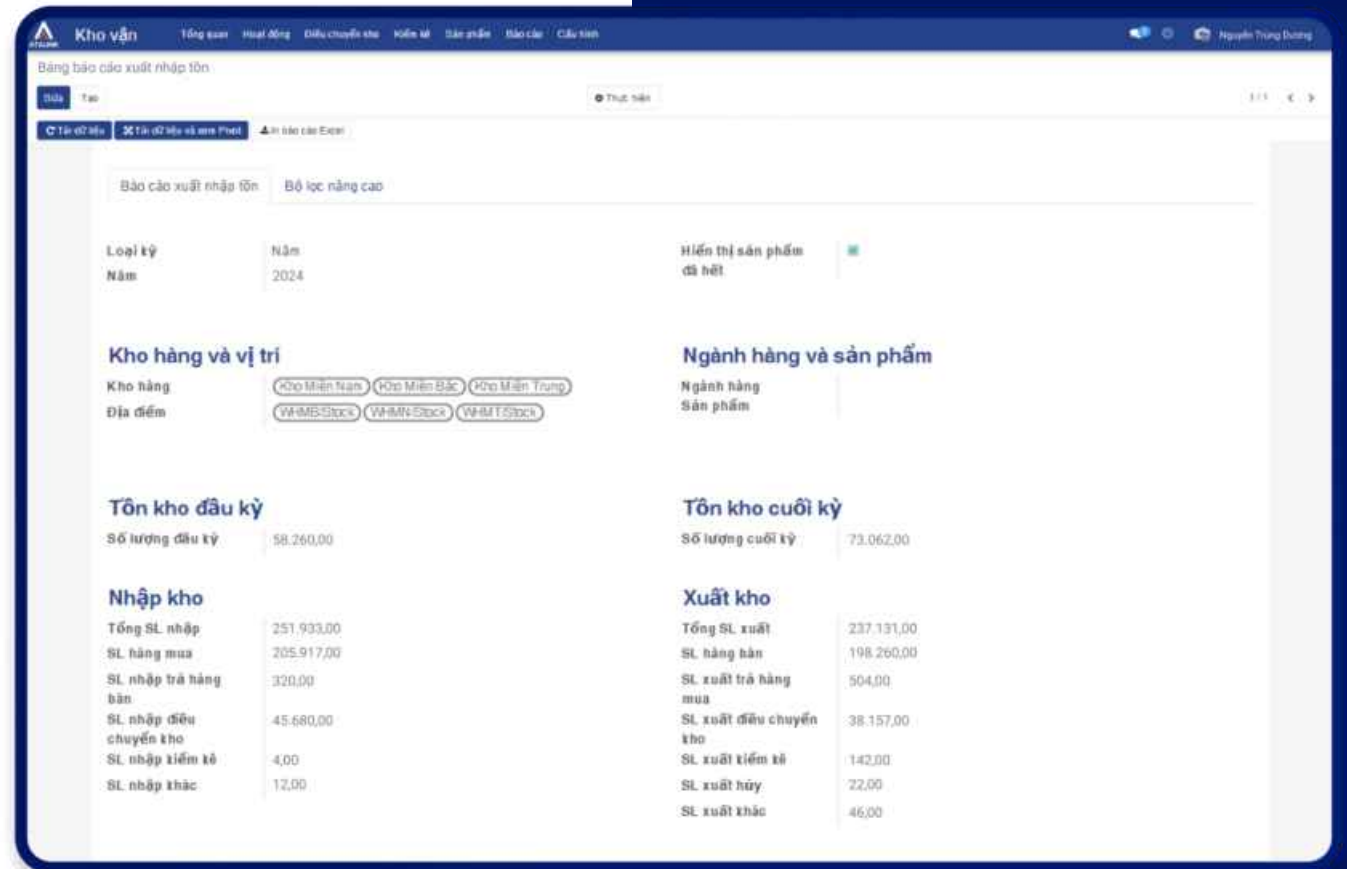 ATALINK
Kho vận Tổng quan Hoạt động Điều chuyển kho Kiểm kê Sản phẩm Báo cáo Cấu hình Nguyễn Trùng Dương
Bảng báo cáo xuất nhập tồn
Sửa Tạo Thực hiện 1 / 1
Tải dữ liệu Tải dữ liệu và xem Pivot In báo cáo Excel
Báo cáo xuất nhập tồn Bộ lọc nâng cao
Loại kỳ Năm Hiển thị sản phẩm
đã hết
Năm 2024
Kho hàng và vị trí Ngành hàng và sản phẩm
Kho hàng Kho Miền Nam Kho Miền Bắc Kho Miền Trung Ngành hàng
Địa điểm WHMB/Stock WHMN/Stock WHMT/Stock Sản phẩm
Tồn kho đầu kỳ Tồn kho cuối kỳ
Số lượng đầu kỳ 58.260,00 Số lượng cuối kỳ 73.062,00
Nhập kho Xuất kho
Tổng SL nhập 251.933,00 Tổng SL xuất 237.131,00
SL hàng mua 205.917,00 SL hàng bán 198.260,00
SL nhập trả hàng 320,00 SL xuất trả hàng 504,00
bán mua
SL nhập điều 45.680,00 SL xuất điều chuyển 38.157,00
chuyển kho kho
SL nhập kiểm kê 4,00 SL xuất kiểm kê 142,00
SL nhập khác 12,00 SL xuất hủy 22,00
SL xuất khác 46,00